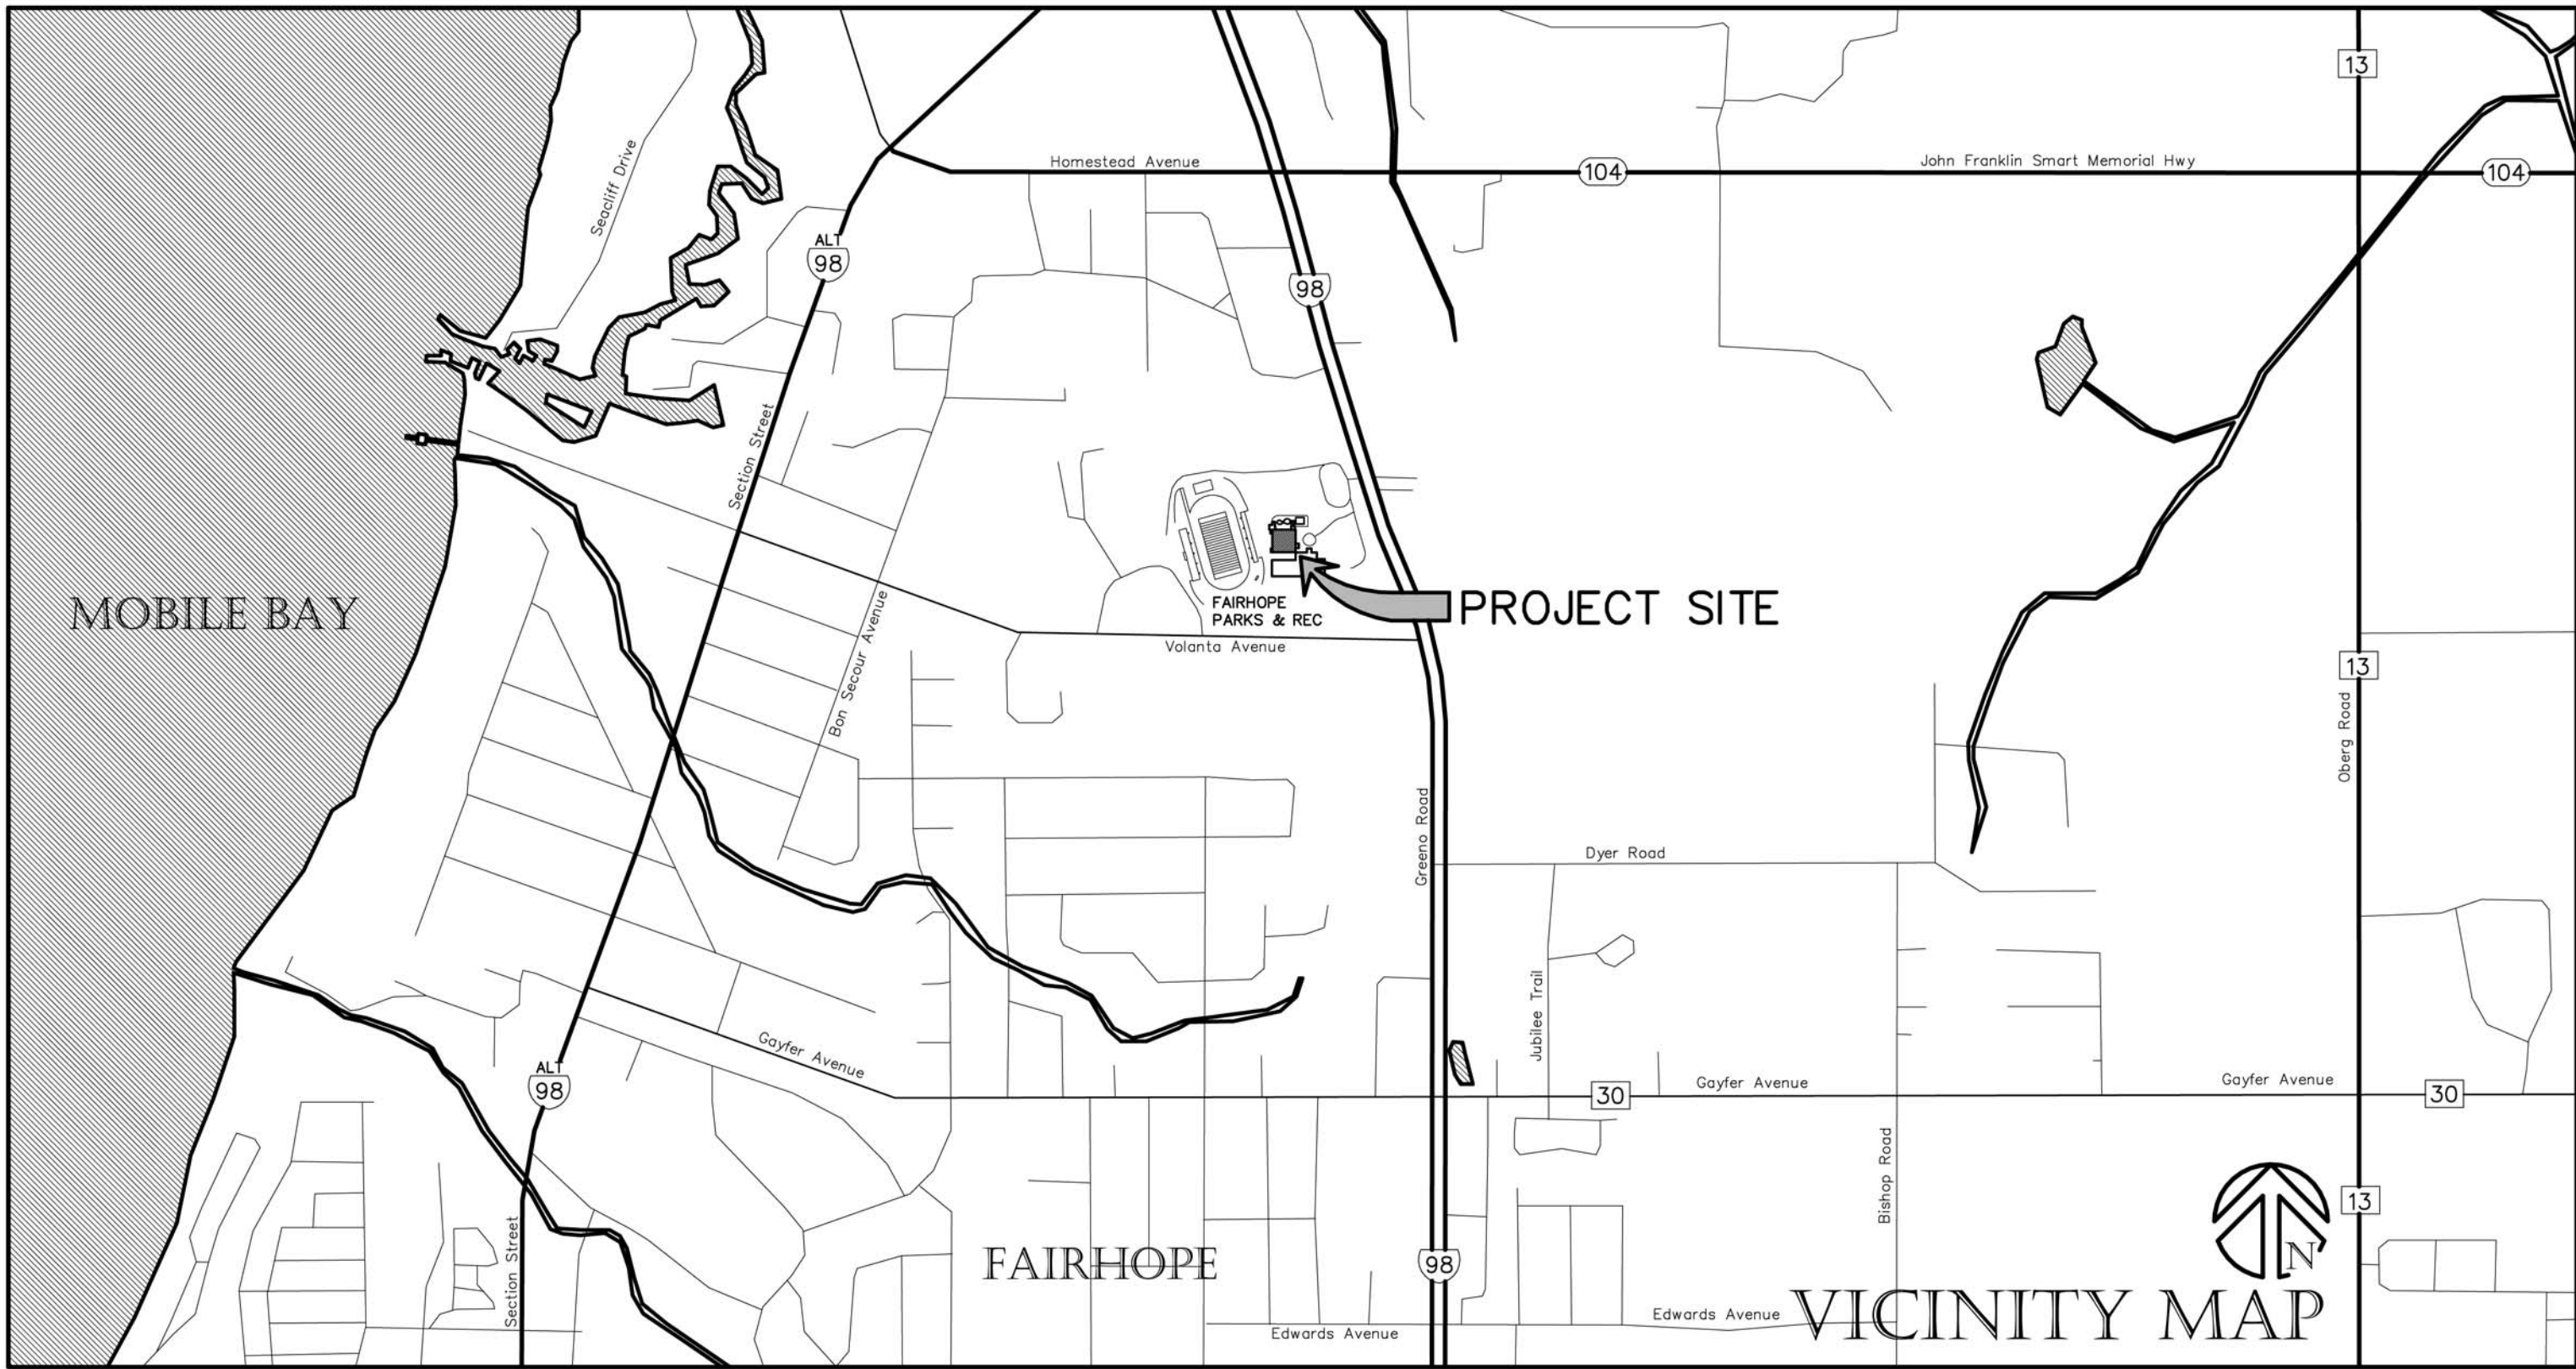 13
Homestead Avenue
104
John Franklin Smart Memorial Hwy
104
Seacliff Drive
ALT
98
98
Section Street
MOBILE BAY
FAIRHOPE
PARKS & REC
PROJECT SITE
Volanta Avenue
Bon Secour Avenue
13
Oberg Road
Greeno Road
Dyer Road
Jubilee Trail
Gayfer Avenue
ALT
98
30
Gayfer Avenue
Gayfer Avenue
30
Bishop Road
13
Section Street
FAIRHOPE
98
N
Edwards Avenue
Edwards Avenue
VICINITY MAP